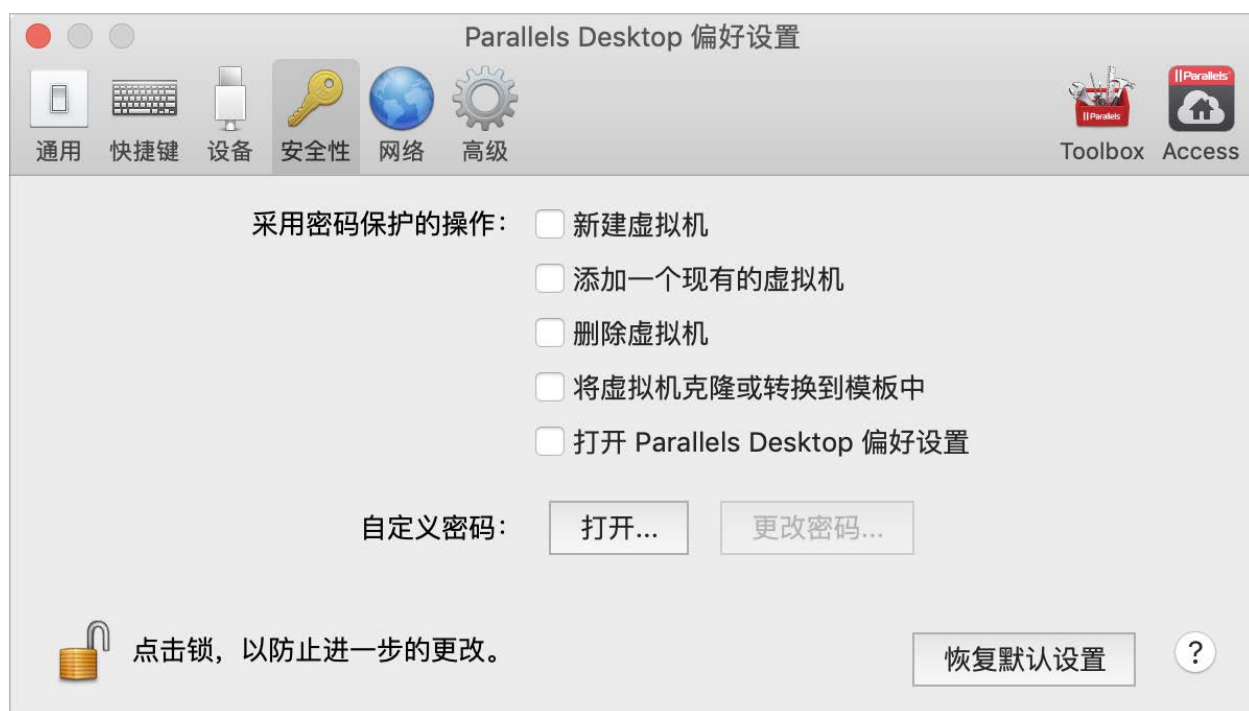 Parallels Desktop 偏好设置
||Parallels
||Parallels
通用 快捷键 设备 安全性 网络 高级 Toolbox Access
采用密码保护的操作: 新建虚拟机
添加一个现有的虚拟机
删除虚拟机
将虚拟机克隆或转换到模板中
打开 Parallels Desktop 偏好设置
自定义密码: 打开... 更改密码...
点击锁，以防止进一步的更改。 恢复默认设置 ?